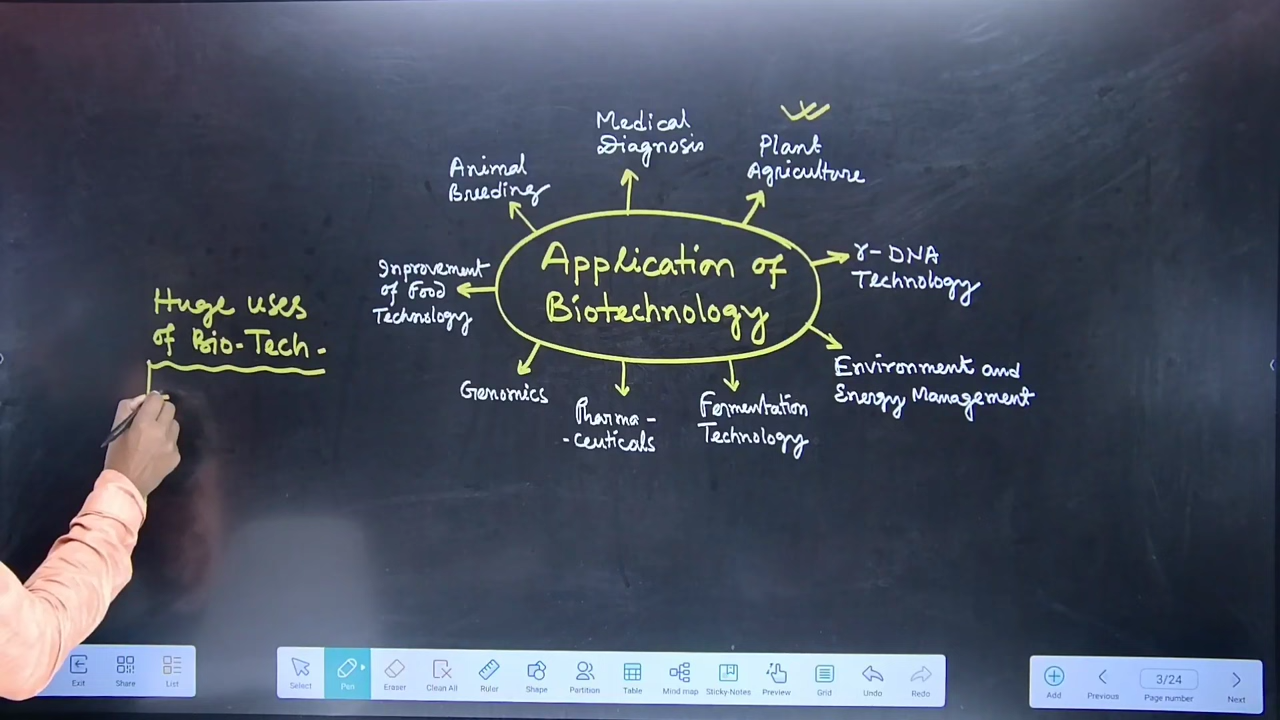 Medical
Diagnosis
Plant
Agriculture
Animal
Breeding
r-DNA
Technology
Improvement
of Food
Technology
Application of
Biotechnology
Huge uses
of Bio-Tech.
Environment and
Energy Management
Genomics
Pharma-
-ceuticals
Fermentation
Technology
Exit
Share
List
Select
Pen
Eraser
Clean All
Ruler
Shape
Partition
Table
Mind map
Sticky-Notes
Preview
Grid
Undo
Redo
Add
Previous
3/24
Page number
Next